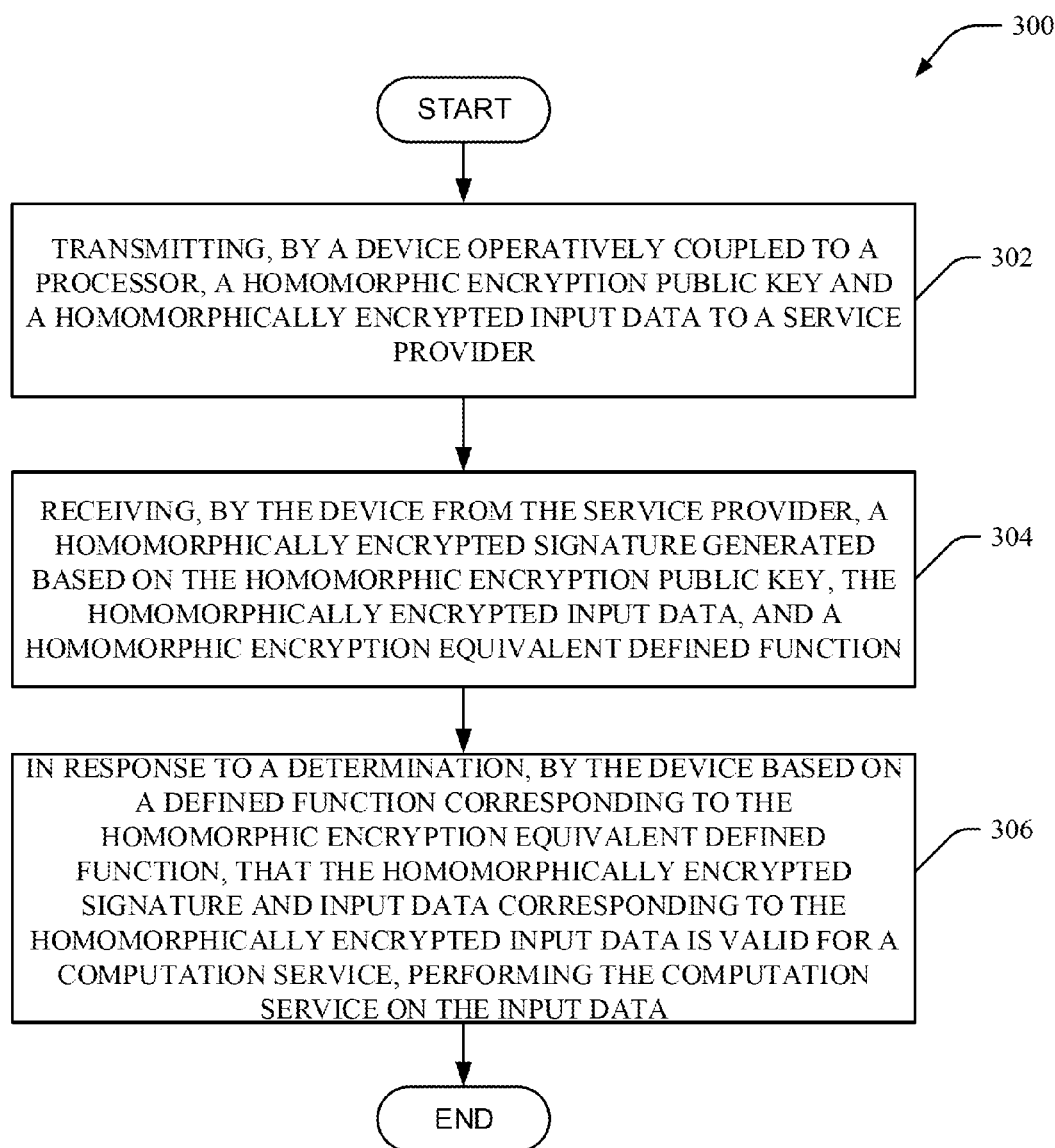 300
START
TRANSMITTING, BY A DEVICE OPERATIVELY COUPLED TO A
PROCESSOR, A HOMOMORPHIC ENCRYPTION PUBLIC KEY AND
A HOMOMORPHICALLY ENCRYPTED INPUT DATA TO A SERVICE
PROVIDER
302
RECEIVING, BY THE DEVICE FROM THE SERVICE PROVIDER, A
HOMOMORPHICALLY ENCRYPTED SIGNATURE GENERATED
BASED ON THE HOMOMORPHIC ENCRYPTION PUBLIC KEY, THE
HOMOMORPHICALLY ENCRYPTED INPUT DATA, AND A
HOMOMORPHIC ENCRYPTION EQUIVALENT DEFINED FUNCTION
304
IN RESPONSE TO A DETERMINATION, BY THE DEVICE BASED ON
A DEFINED FUNCTION CORRESPONDING TO THE
HOMOMORPHIC ENCRYPTION EQUIVALENT DEFINED
FUNCTION, THAT THE HOMOMORPHICALLY ENCRYPTED
SIGNATURE AND INPUT DATA CORRESPONDING TO THE
HOMOMORPHICALLY ENCRYPTED INPUT DATA IS VALID FOR A
COMPUTATION SERVICE, PERFORMING THE COMPUTATION
SERVICE ON THE INPUT DATA
306
END